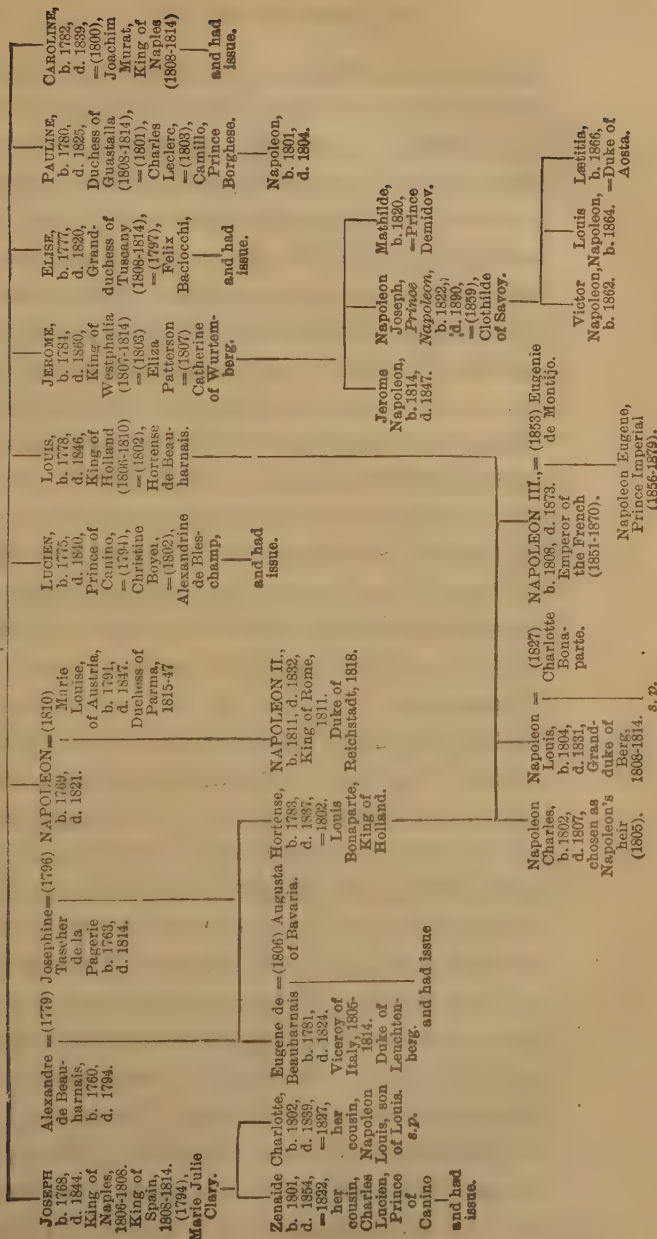 JOSEPH
b. 1768,
d. 1844.
King of
Naples,
1806-1808.
King of
Spain,
1808-1814.
(1794),
Marie Julie
Clary.
Alexandre =(1779) Josephine=(1796) NAPOLEON=(1810)
de Beau-
harnais,
b. 1760,
d. 1794.
Tascher
de la
Pagerie
b. 1763,
d. 1814.
b. 1769,
d. 1821.
Marie
Louise,
of Austria,
b. 1791,
d. 1847.
Duchess of
Parma,
1815-47
LUCIEN,
b. 1775,
d. 1840,
Prince of
Canino,
=(1794),
Christine
Boyer,
=(1802),
Alexandrine
de Bles-
champ,
and had
issue.
LOUIS,
b. 1778,
d. 1846,
King of
Holland
(1806-1810)
=(1802),
Hortense
de Beau-
harnais.
JEROME,
b. 1784,
d. 1860,
King of
Westphalia
(1807-1814)
=(1803)
Eliza
Patterson
=(1807)
Catherine
of Wurtem-
berg.
ELISE,
b. 1777,
d. 1820,
Grand-
duchess of
Tuscany
(1808-1814),
=(1797),
Felix
Baciocchi,
and had
issue.
PAULINE,
b. 1780,
d. 1825,
Duchess of
Guastalla
(1808-1814),
=(1801),
Charles
Leclerc,
=(1803),
Camillo,
Prince
Borghese.
Napoleon,
b. 1801,
d. 1804.
CAROLINE,
b. 1782,
d. 1839,
=(1800),
Joachim
Murat,
King of
Naples
(1808-1814)
and had
issue.
Zenaide
b. 1801,
d. 1854,
=1822,
her
cousin,
Charles
Lucien,
Prince
of
Canino
and had
issue.
Charlotte,
b. 1802,
d. 1839,
=1827,
her
cousin,
Napoleon
Louis, son
of Louis.
s.p.
Eugene de =(1806) Augusta
Beauharnais of Bavaria.
b. 1781,
d. 1824.
Viceroy of
Italy, 1805-
1814.
Duke of
Leuchten-
berg.
and had issue
Hortense,
b. 1783,
d. 1837,
=1802,
Louis
Bonaparte,
King of
Holland.
NAPOLEON II.,
b. 1811, d. 1832,
King of Rome,
1811.
Duke of
Reichstadt, 1818.
Jerome
Napoleon,
b. 1814,
d. 1847.
Napoleon
Joseph,
Prince
Napoleon,
b. 1822,
d. 1890,
=(1859),
Clothilde
of Savoy.
Mathilde,
b. 1820,
=Prince
Demidov.
Napoleon
Charles,
b. 1802,
d. 1807,
chosen as
Napoleon's
heir
(1805).
Napoleon =
Louis,
b. 1804,
d. 1831,
Grand-
duke of
Berg,
1808-1814.
(1827)
Charlotte
Bona-
parte.
s.p.
NAPOLEON III.,=(1853) Eugenie
b. 1808, d. 1873. de Montijo.
Emperor of
the French
(1851-1870).
Napoleon Eugene,
Prince Imperial
(1856-1879).
Victor
Napoleon,
b. 1862.
Louis
Napoleon,
b. 1864.
Lætitia,
b. 1866,
=Duke of
Aosta.